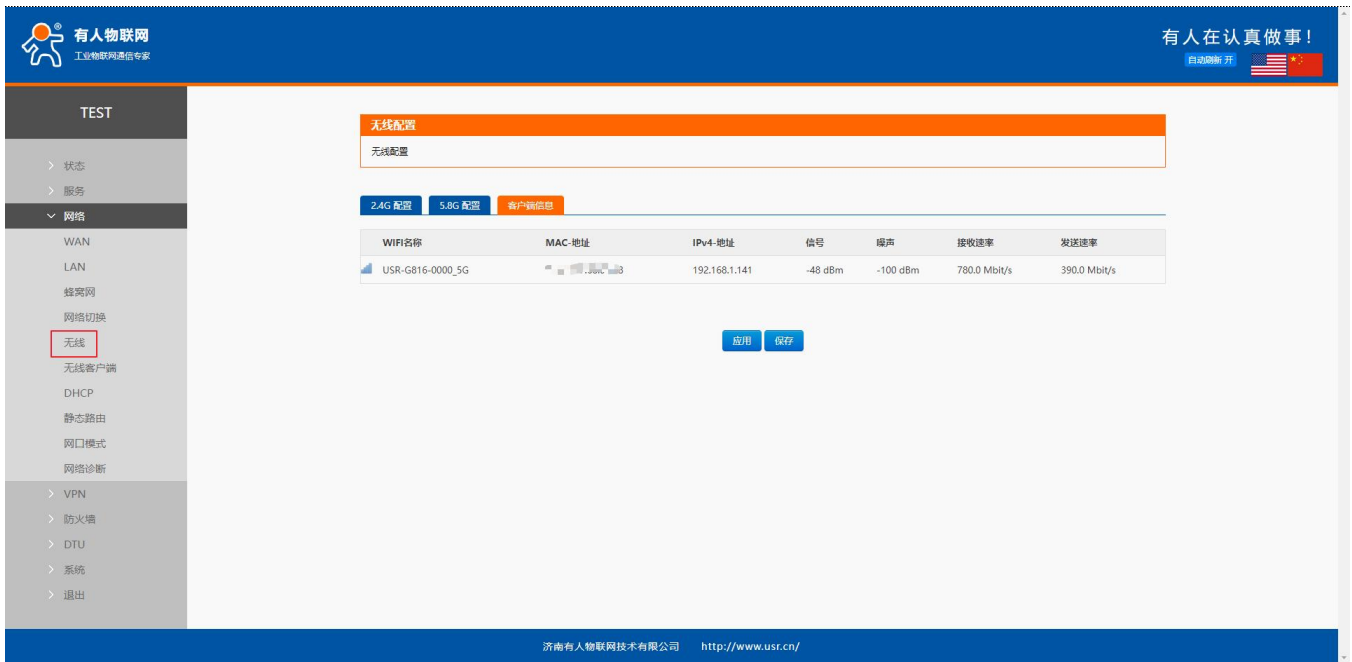 有人物联网
工业物联网通信专家
有人在认真做事!
自动刷新 开
TEST
状态
服务
网络
WAN
LAN
蜂窝网
网络切换
无线
无线客户端
DHCP
静态路由
网口模式
网络诊断
VPN
防火墙
DTU
系统
退出
无线配置
无线配置
2.4G 配置 5.8G 配置 客户端信息
WIFI名称 MAC-地址 IPv4-地址 信号 噪声 接收速率 发送速率
USR-G816-0000_5G 192.168.1.141 -48 dBm -100 dBm 780.0 Mbit/s 390.0 Mbit/s
应用 保存
济南有人物联网技术有限公司 http://www.usr.cn/